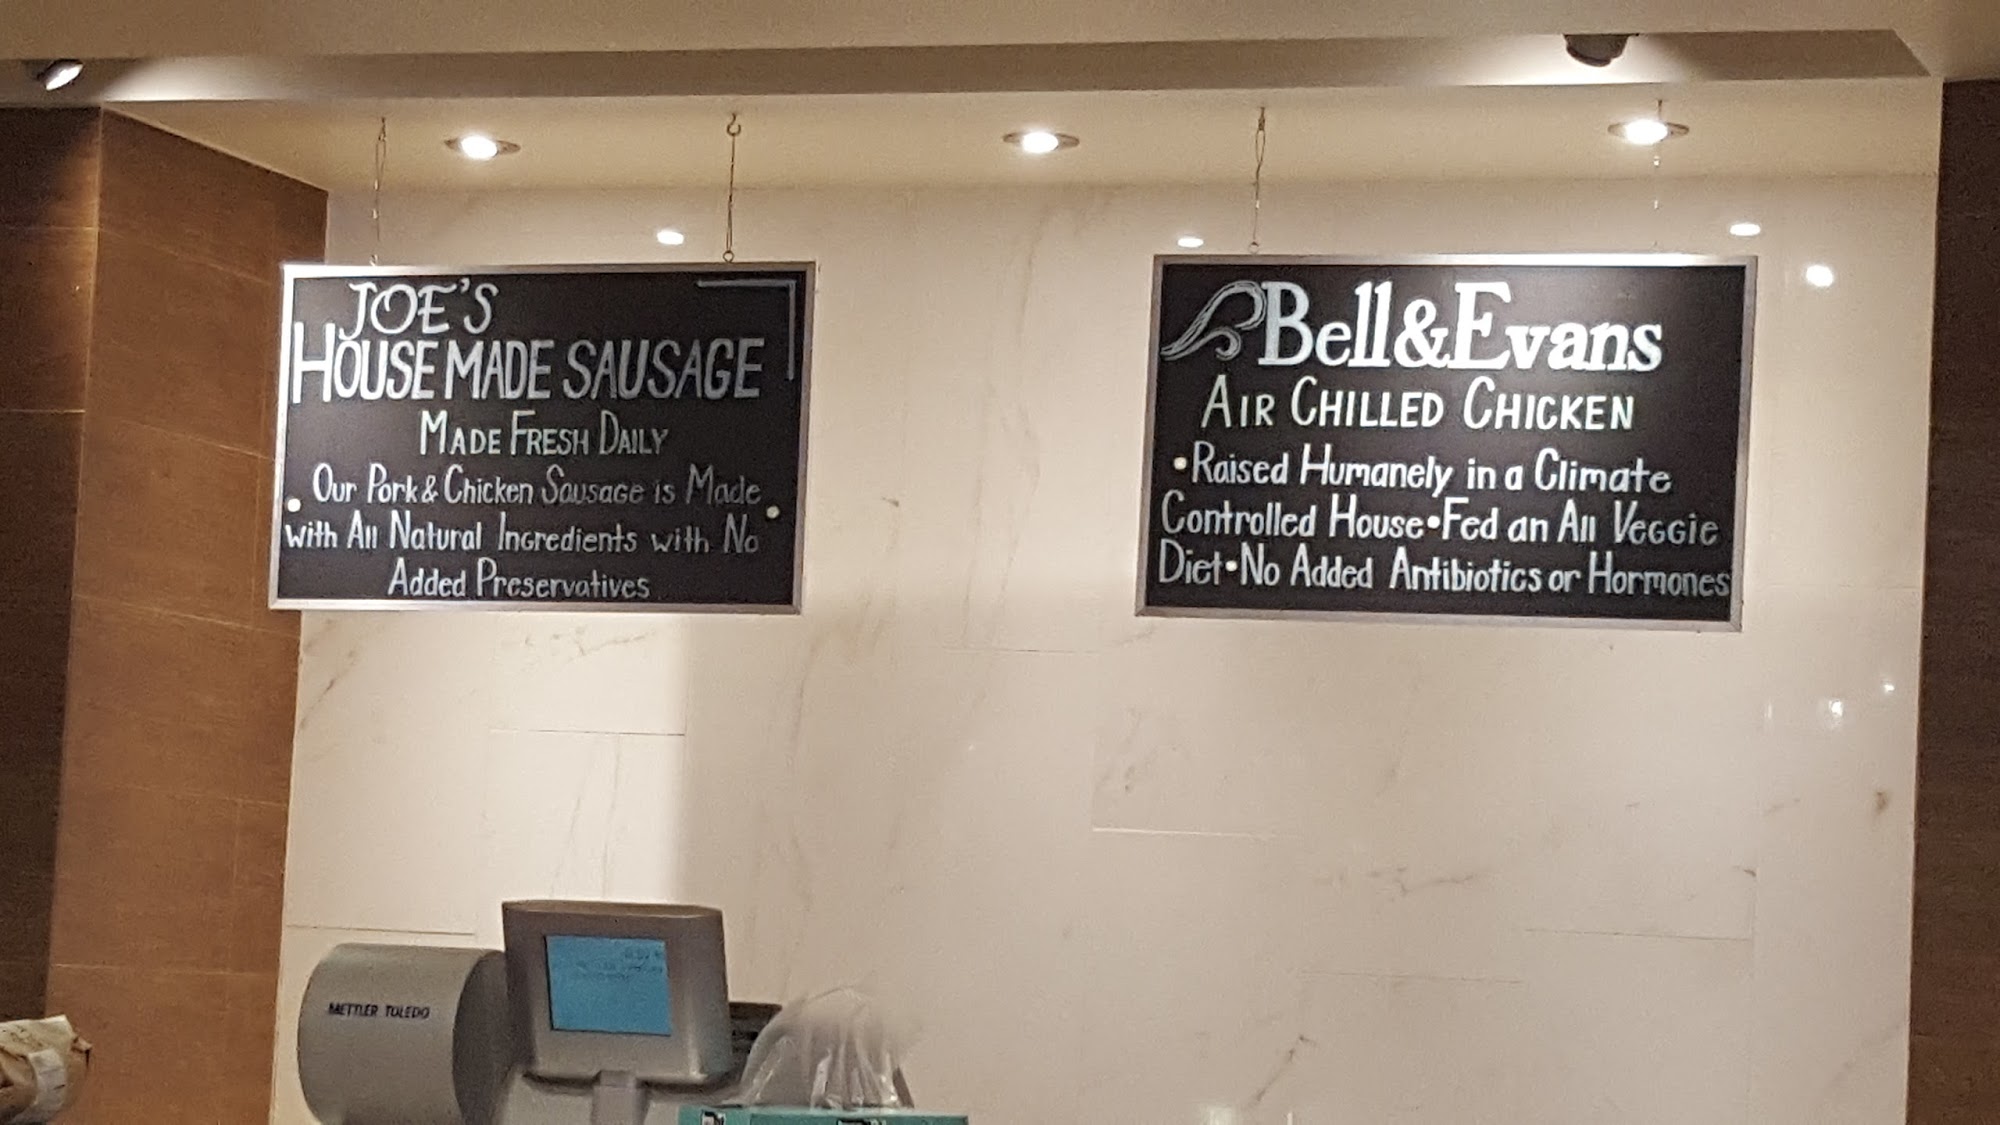 JOE'S
HOUSE MADE SAUSAGE
MADE FRESH DAILY
• Our Pork & Chicken Sausage is Made •
with All Natural Ingredients with No
Added Preservatives
Bell & Evans
AIR CHILLED CHICKEN
• Raised Humanely in a Climate
Controlled House • Fed an All Veggie
Diet • No Added Antibiotics or Hormones
METTLER TOLEDO